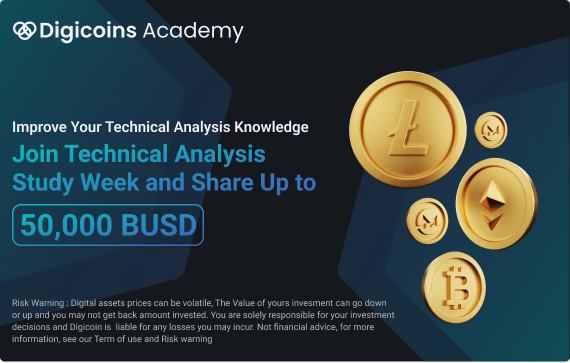 Digicoins Academy
Improve Your Technical Analysis Knowledge
Join Technical Analysis
Study Week and Share Up to
50,000 BUSD
Risk Warning : Digital assets prices can be volatile, The Value of yours invesment can go down
or up and you may not get back amount invested. You are solely responsible for your investment
decisions and Digicoin is liable for any losses you may incur. Not financial advice, for more
information, see our Term of use and Risk warning